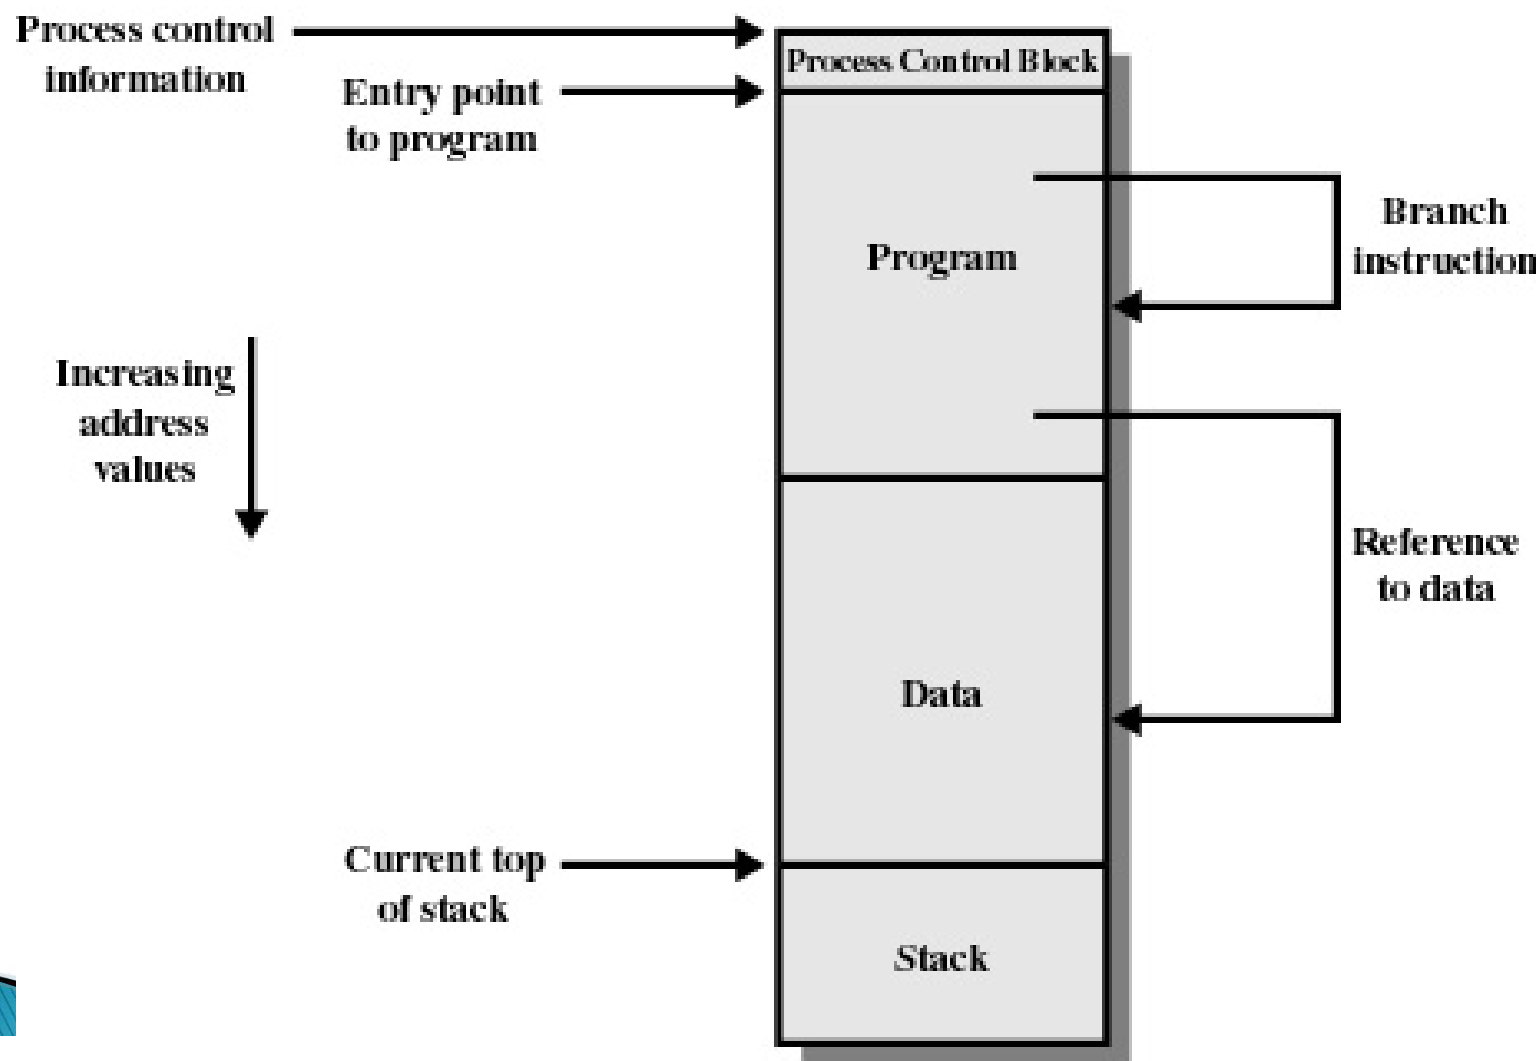 Process control
information
Process Control Block
Entry point
to program
Branch
instruction
Program
Increasing
address
values
Reference
to data
Data
Current top
of stack
Stack